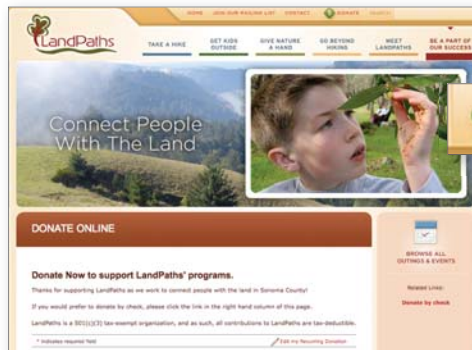 HOME JOIN OUR MAILING LIST CONTACT DONATE SEARCH
LandPaths
TAKE A HIKE
GET KIDS OUTSIDE
GIVE NATURE A HAND
GO BEYOND HIKING
MEET LANDPATHS
BE A PART OF OUR SUCCESS
Connect People
With The Land
DONATE ONLINE
Donate Now to support LandPaths' programs.
Thanks for supporting LandPaths as we work to connect people with the land in Sonoma County!
If you would prefer to donate by check, please click the link in the right hand column of this page.
LandPaths is a 501(c)(3) tax-exempt organization, and as such, all contributions to LandPaths are tax-deductible.
* Indicates required field
Edit my Recurring Donation
BROWSE ALL
OUTINGS & EVENTS
Related Links:
Donate by check